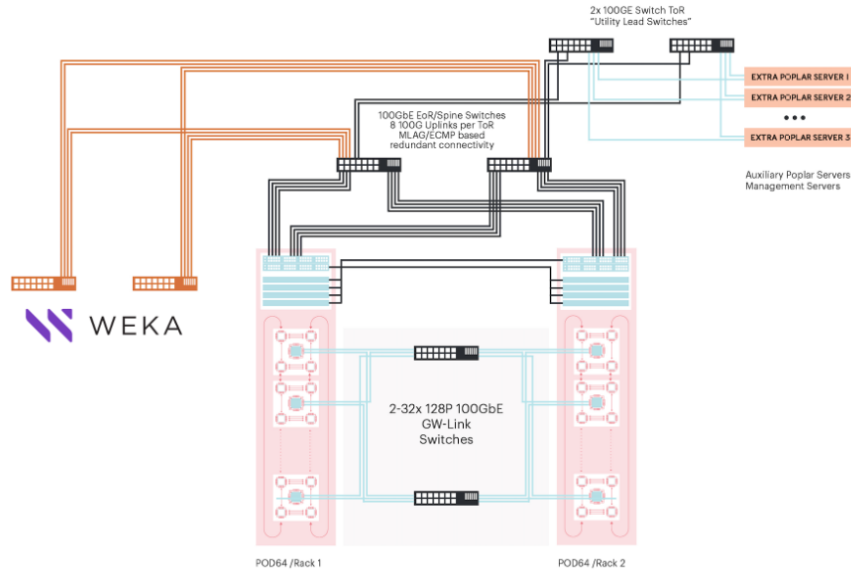 2x 100GE Switch ToR
“Utility Lead Switches”
EXTRA POPLAR SERVER 1
EXTRA POPLAR SERVER 2
•••
EXTRA POPLAR SERVER 3
100GbE EoR/Spine Switches
8 100G Uplinks per ToR
MLAG/ECMP based
redundant connectivity
Auxiliary Poplar Servers
Management Servers
WEKA
2-32x 128P 100GbE
GW-Link
Switches
POD64 /Rack 1
POD64 /Rack 2